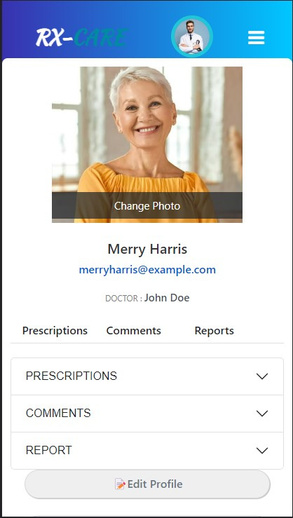 RX-CARE
Change Photo
Merry Harris
merryharris@example.com
DOCTOR : John Doe
Prescriptions Comments Reports
PRESCRIPTIONS
COMMENTS
REPORT
Edit Profile